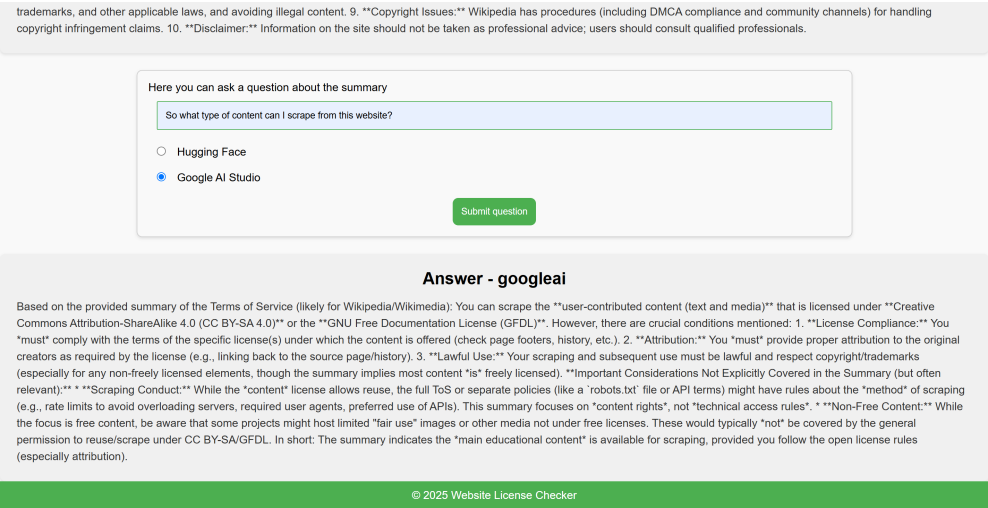 trademarks, and other applicable laws, and avoiding illegal content. 9. **Copyright Issues:** Wikipedia has procedures (including DMCA compliance and community channels) for handling
copyright infringement claims. 10. **Disclaimer:** Information on the site should not be taken as professional advice; users should consult qualified professionals.
Here you can ask a question about the summary
So what type of content can I scrape from this website?
Hugging Face
Google AI Studio
Submit question
Answer - googleai
Based on the provided summary of the Terms of Service (likely for Wikipedia/Wikimedia): You can scrape the **user-contributed content (text and media)** that is licensed under **Creative
Commons Attribution-ShareAlike 4.0 (CC BY-SA 4.0)** or the **GNU Free Documentation License (GFDL)**. However, there are crucial conditions mentioned: 1. **License Compliance:** You
*must* comply with the terms of the specific license(s) under which the content is offered (check page footers, history, etc.). 2. **Attribution:** You *must* provide proper attribution to the original
creators as required by the license (e.g., linking back to the source page/history). 3. **Lawful Use:** Your scraping and subsequent use must be lawful and respect copyright/trademarks
(especially for any non-freely licensed elements, though the summary implies most content *is* freely licensed). **Important Considerations Not Explicitly Covered in the Summary (but often
relevant):** * **Scraping Conduct:** While the *content* license allows reuse, the full ToS or separate policies (like a `robots.txt` file or API terms) might have rules about the *method* of scraping
(e.g., rate limits to avoid overloading servers, required user agents, preferred use of APIs). This summary focuses on *content rights*, not *technical access rules*. * **Non-Free Content:** While
the focus is free content, be aware that some projects might host limited "fair use" images or other media not under free licenses. These would typically *not* be covered by the general
permission to reuse/scrape under CC BY-SA/GFDL. In short: The summary indicates the *main educational content* is available for scraping, provided you follow the open license rules
(especially attribution).
© 2025 Website License Checker